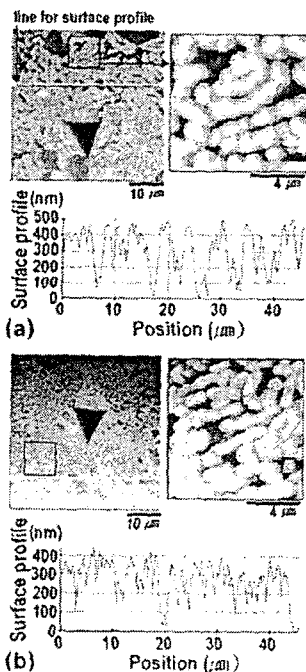 line for surface profile
γ'
10 μm
4 μm
Surface profile (nm)
500
400
300
200
100
0
0 10 20 30 40
(a)
Position (μm)
10 μm
4 μm
Surface profile (nm)
400
300
200
100
0
0 10 20 30 40
(b)
Position (μm)